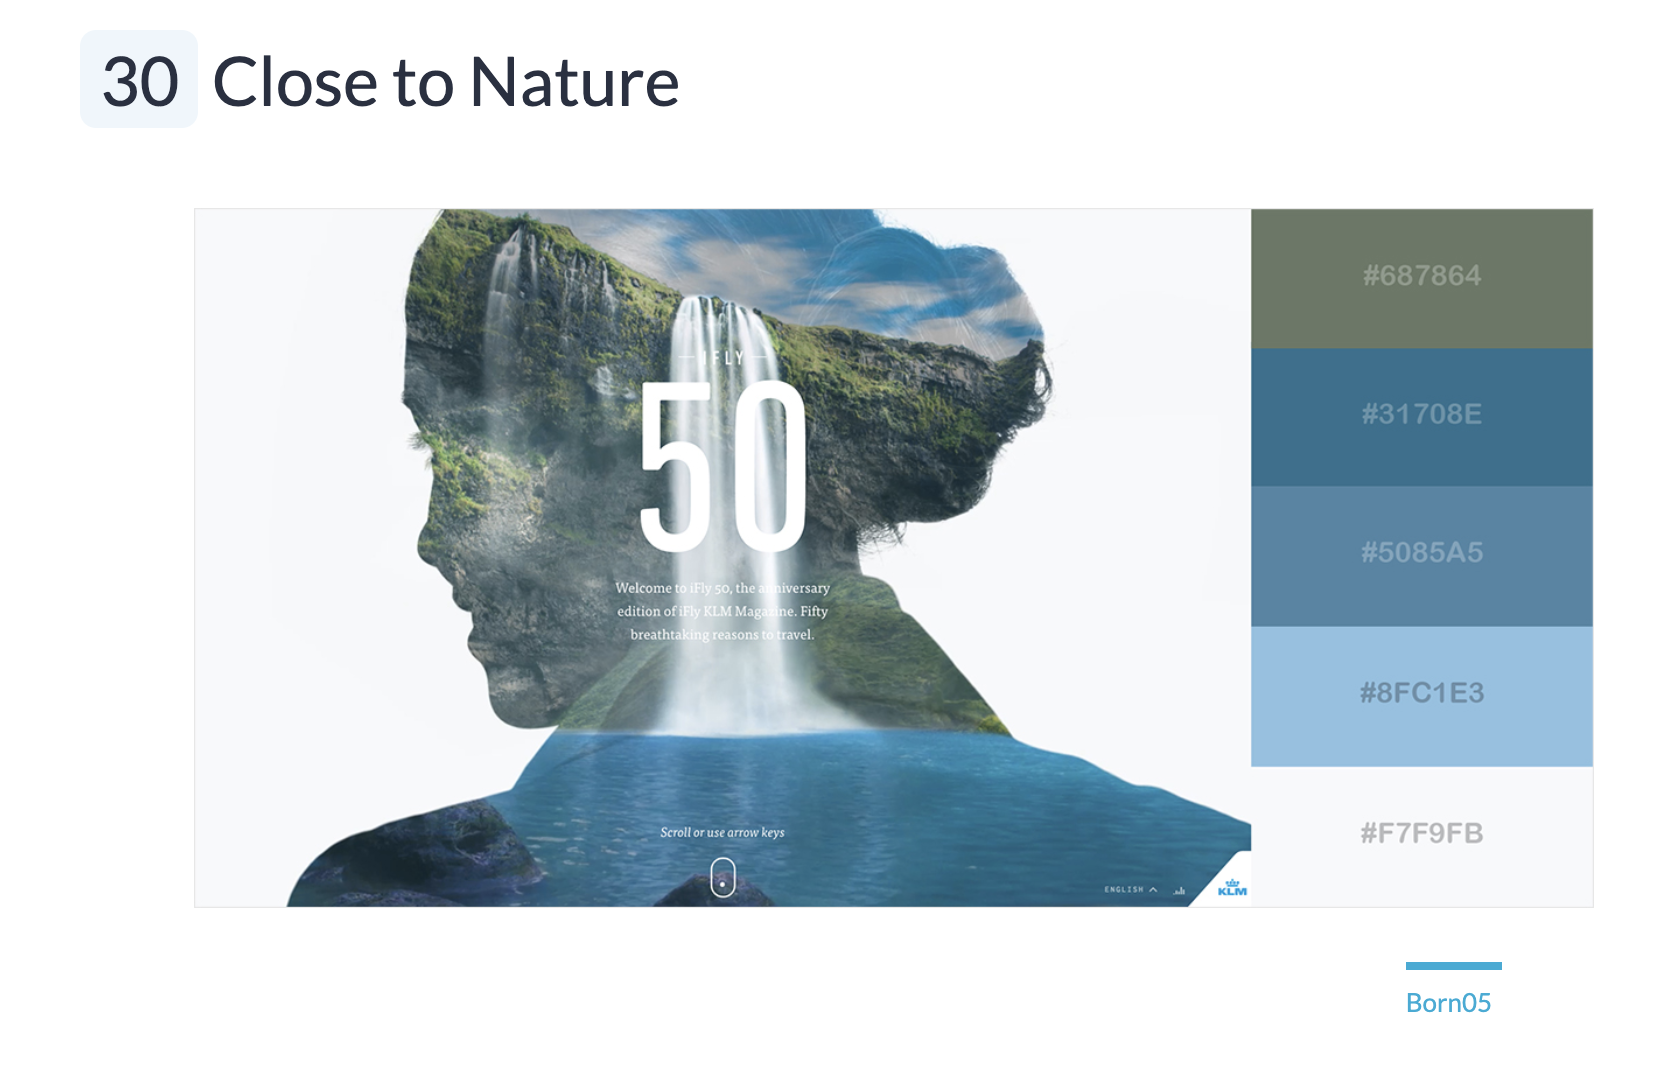 30 Close to Nature
iFLY
50
Welcome to iFly 50, the anniversary
edition of iFly KLM Magazine. Fifty
breathtaking reasons to travel.
Scroll or use arrow keys
ENGLISH
KLM
#687864
#31708E
#5085A5
#8FC1E3
#F7F9FB
Born05